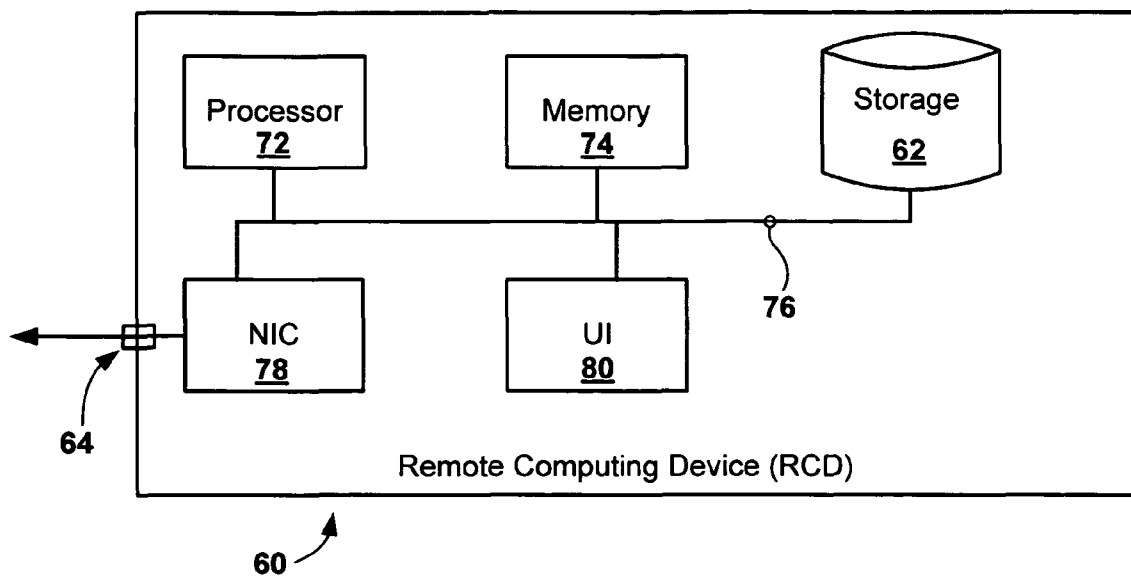 Processor
72
Memory
74
Storage
62
76
NIC
78
UI
80
64
Remote Computing Device (RCD)
60